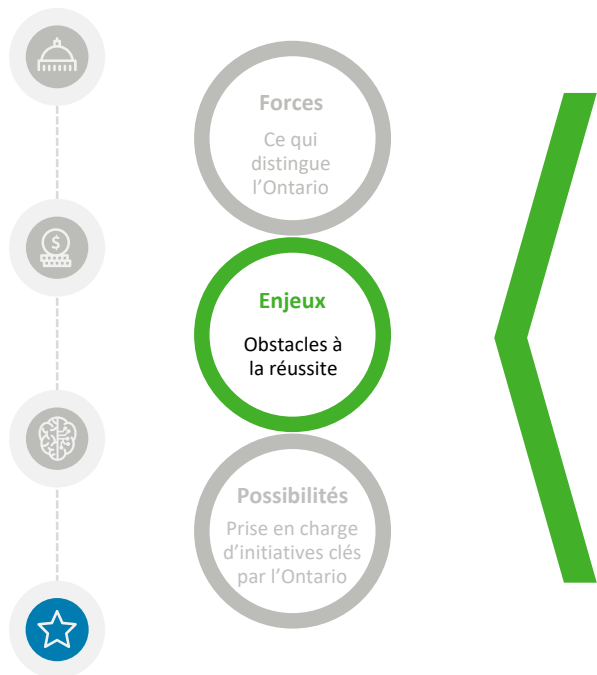 Forces
Ce qui
distingue
l’Ontario
$
Enjeux
Obstacles à
la réussite
Possibilités
Prise en charge
d’initiatives clés
par l’Ontario